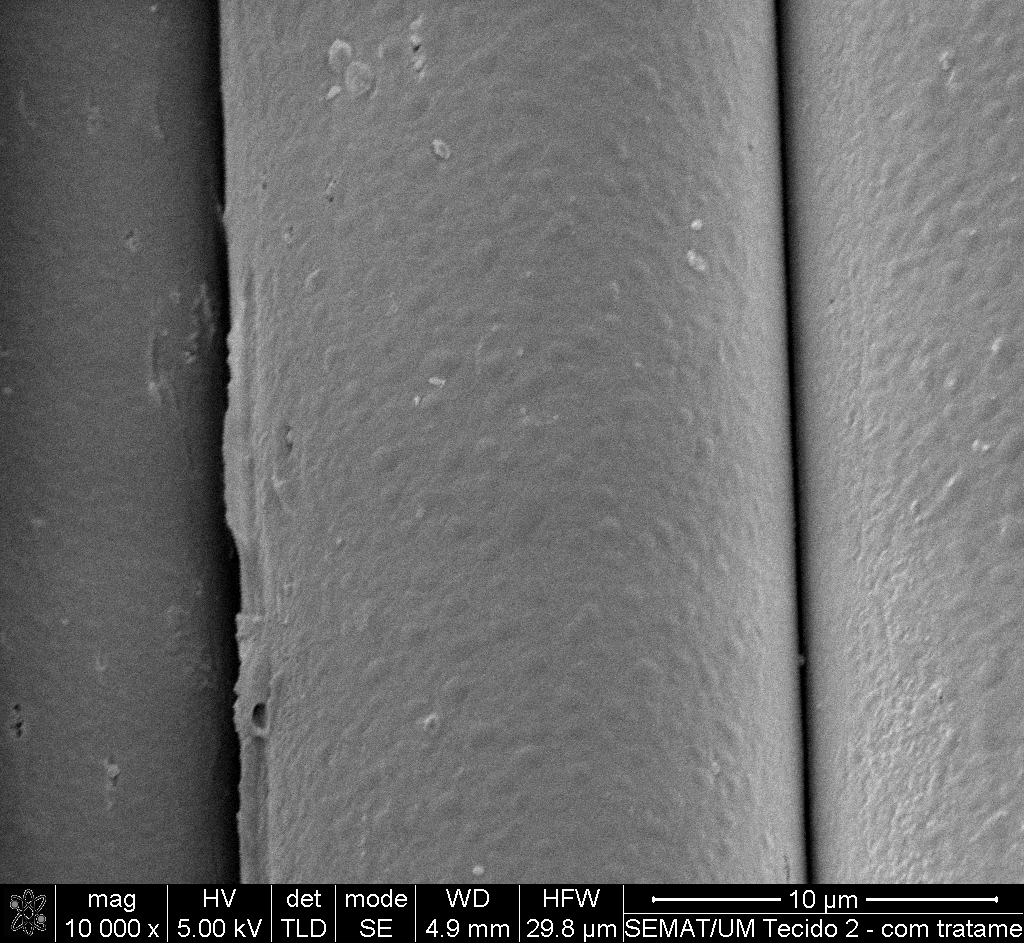 mag HV det mode WD HFW 10 µm
10 000 x 5.00 kV TLD SE 4.9 mm 29.8 µm SEMAT/UM Tecido 2 - com tratame